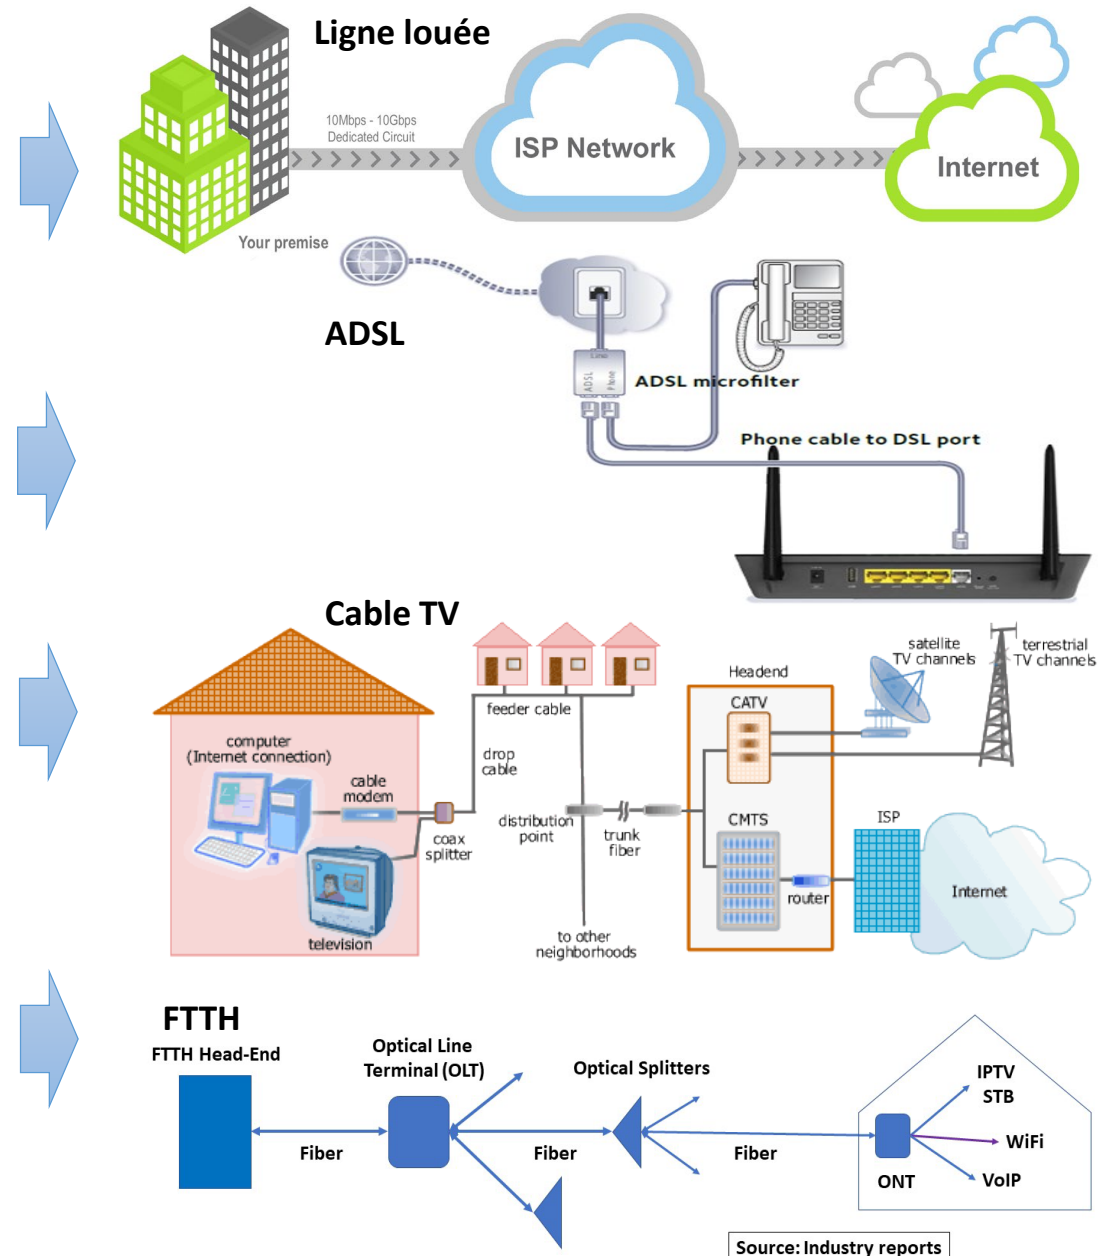 Ligne louée
10Mbps - 10Gbps
Dedicated Circuit
ISP Network
Internet
Your premise
ADSL
Line
ADSL
Phone
ADSL microfilter
Phone cable to DSL port
Cable TV
satellite
TV channels
terrestrial
TV channels
Headend
CATV
feeder cable
computer
(Internet connection)
drop
cable
cable
modem
coax
splitter
distribution
point
trunk
fiber
CMTS
ISP
router
Internet
television
to other
neighborhoods
FTTH
FTTH Head-End
Optical Line
Terminal (OLT)
Optical Splitters
IPTV
STB
WiFi
VoIP
ONT
Fiber
Fiber
Fiber
Source: Industry reports